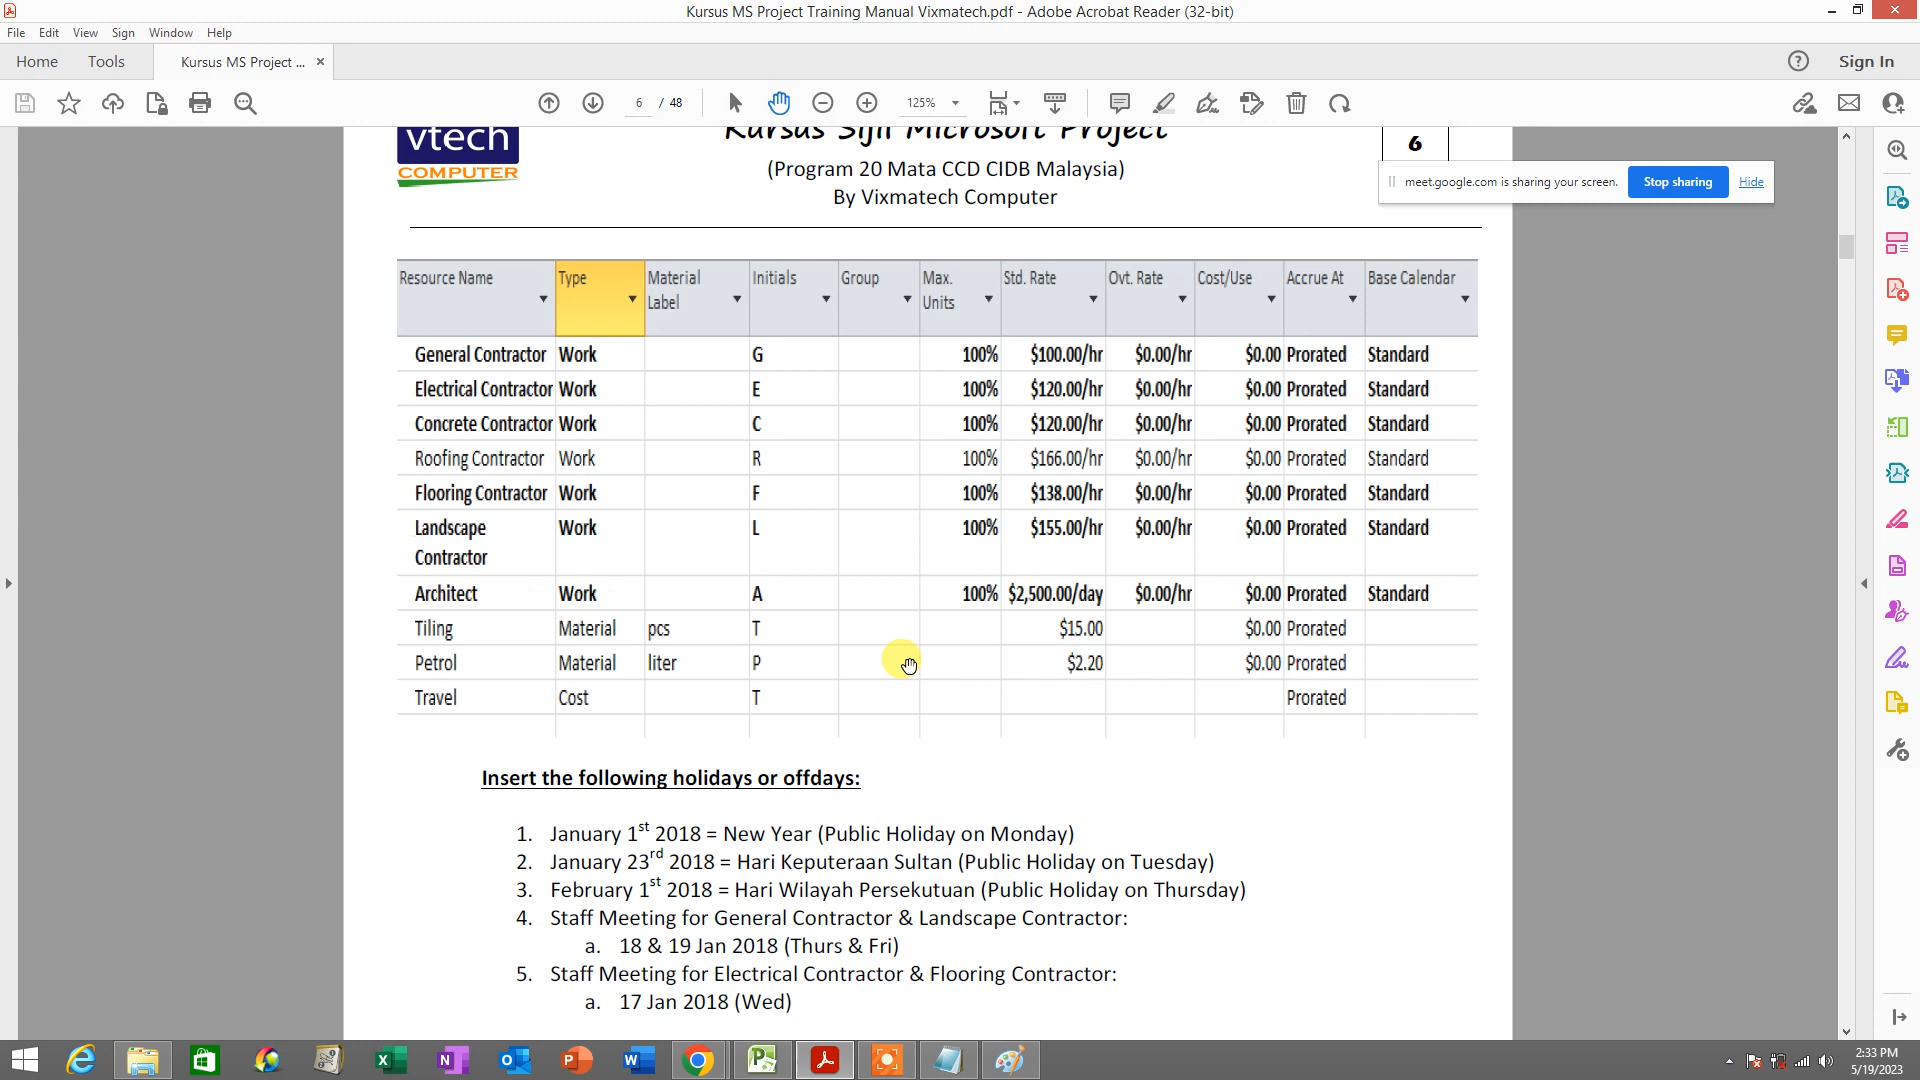 Kursus MS Project Training Manual Vixmatech.pdf - Adobe Acrobat Reader (32-bit)
File Edit View Sign Window Help
Home Tools Kursus MS Project ... × Sign In
6 / 48 125%
vtech
COMPUTER
Kursus Sijil Microsoft Project
(Program 20 Mata CCD CIDB Malaysia)
By Vixmatech Computer
6
meet.google.com is sharing your screen. Stop sharing Hide
Resource Name Type Material Label Initials Group Max. Units Std. Rate Ovt. Rate Cost/Use Accrue At Base Calendar
General Contractor Work G 100% $100.00/hr $0.00/hr $0.00 Prorated Standard
Electrical Contractor Work E 100% $120.00/hr $0.00/hr $0.00 Prorated Standard
Concrete Contractor Work C 100% $120.00/hr $0.00/hr $0.00 Prorated Standard
Roofing Contractor Work R 100% $166.00/hr $0.00/hr $0.00 Prorated Standard
Flooring Contractor Work F 100% $138.00/hr $0.00/hr $0.00 Prorated Standard
Landscape Contractor Work L 100% $155.00/hr $0.00/hr $0.00 Prorated Standard
Architect Work A 100% $2,500.00/day $0.00/hr $0.00 Prorated Standard
Tiling Material pcs T $15.00 $0.00 Prorated
Petrol Material liter P $2.20 $0.00 Prorated
Travel Cost T Prorated
Insert the following holidays or offdays:
1. January 1st 2018 = New Year (Public Holiday on Monday)
2. January 23rd 2018 = Hari Keputeraan Sultan (Public Holiday on Tuesday)
3. February 1st 2018 = Hari Wilayah Persekutuan (Public Holiday on Thursday)
4. Staff Meeting for General Contractor & Landscape Contractor:
a. 18 & 19 Jan 2018 (Thurs & Fri)
5. Staff Meeting for Electrical Contractor & Flooring Contractor:
a. 17 Jan 2018 (Wed)
2:33 PM
5/19/2023